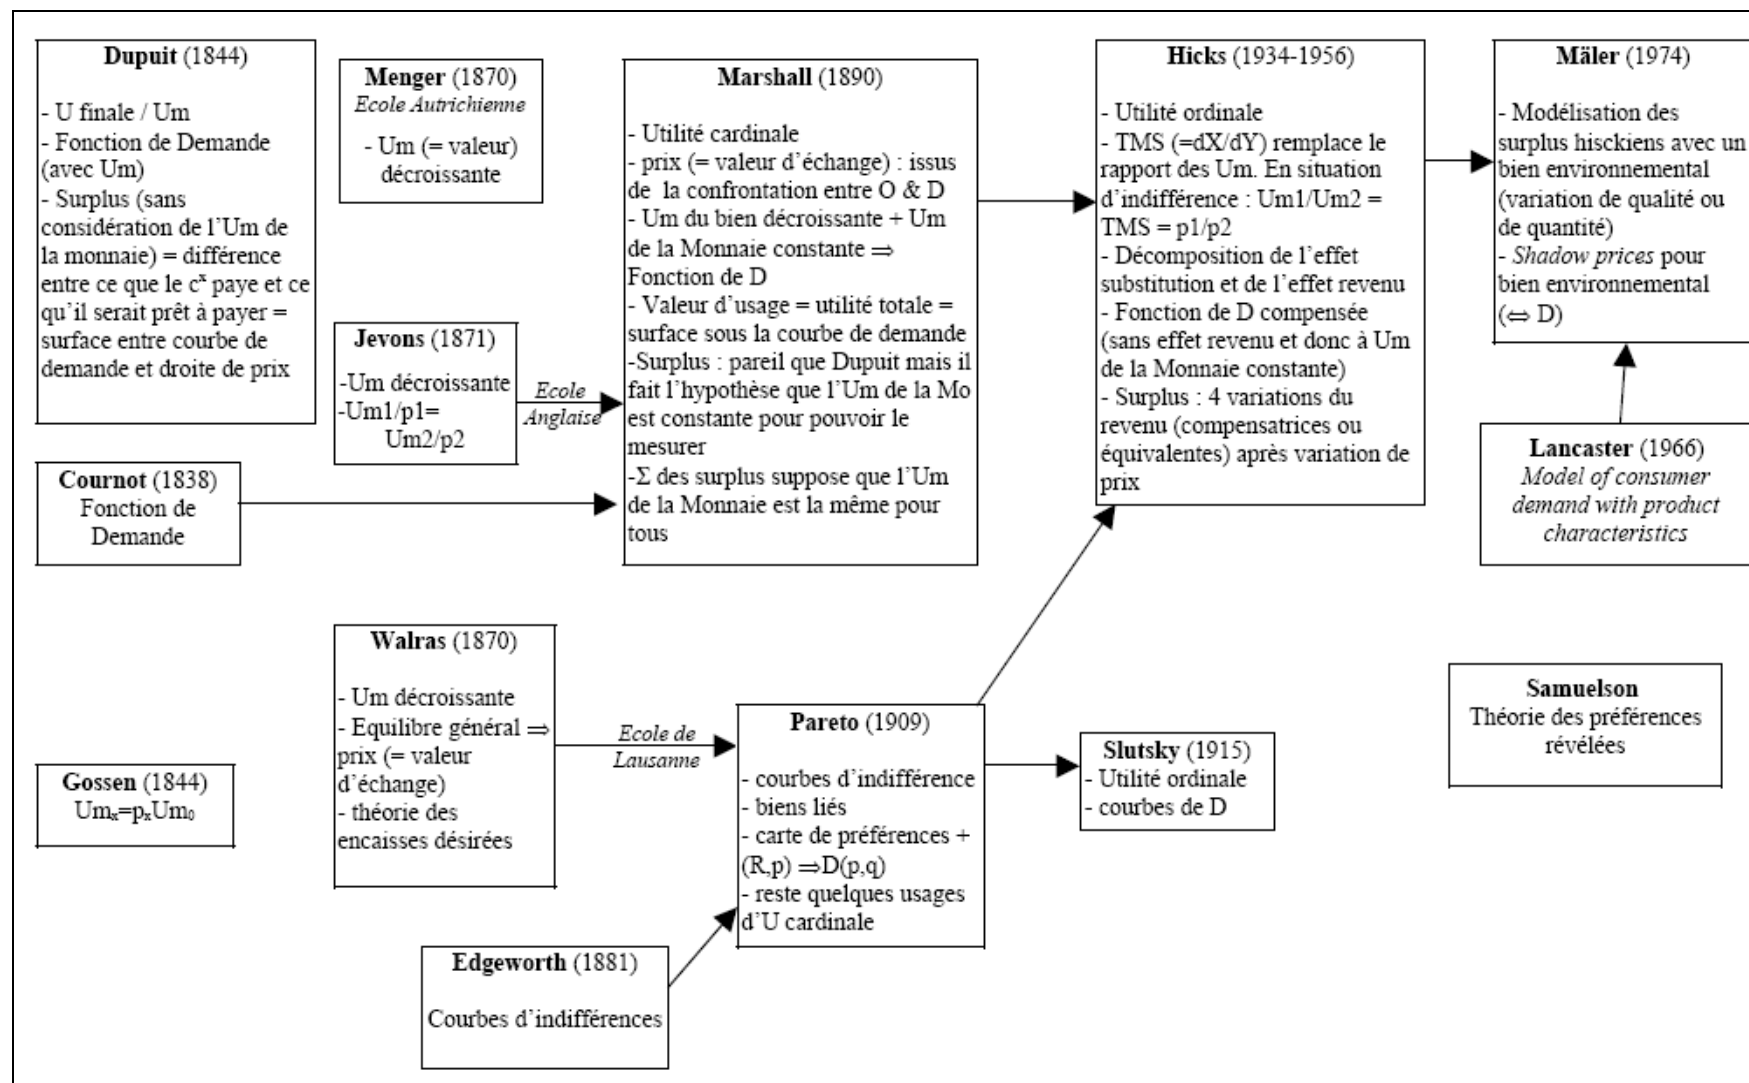 Dupuit (1844)
- U finale / Um
- Fonction de Demande
(avec Um)
- Surplus (sans
considération de l'Um de
la monnaie) = différence
entre ce que le cˣ paye et ce
qu'il serait prêt à payer =
surface entre courbe de
demande et droite de prix
Cournot (1838)
Fonction de
Demande
Gossen (1844)
Umₓ=pₓUm₀
Menger (1870)
Ecole Autrichienne
- Um (= valeur)
décroissante
Jevons (1871)
-Um décroissante
-Um1/p1=
Um2/p2
Ecole
Anglaise
Walras (1870)
- Um décroissante
- Equilibre général ⇒
prix (= valeur
d'échange)
- théorie des
encaisses désirées
Ecole de
Lausanne
Edgeworth (1881)
Courbes d'indifférences
Marshall (1890)
- Utilité cardinale
- prix (= valeur d'échange) : issus
de la confrontation entre O & D
- Um du bien décroissante + Um
de la Monnaie constante ⇒
Fonction de D
- Valeur d'usage = utilité totale =
surface sous la courbe de demande
-Surplus : pareil que Dupuit mais il
fait l'hypothèse que l'Um de la Mo
est constante pour pouvoir le
mesurer
-Σ des surplus suppose que l'Um
de la Monnaie est la même pour
tous
Pareto (1909)
- courbes d'indifférence
- biens liés
- carte de préférences +
(R,p) ⇒D(p,q)
- reste quelques usages
d'U cardinale
Hicks (1934-1956)
- Utilité ordinale
- TMS (=dX/dY) remplace le
rapport des Um. En situation
d'indifférence : Um1/Um2 =
TMS = p1/p2
- Décomposition de l'effet
substitution et de l'effet revenu
- Fonction de D compensée
(sans effet revenu et donc à Um
de la Monnaie constante)
- Surplus : 4 variations du
revenu (compensatrices ou
équivalentes) après variation de
prix
Slutsky (1915)
- Utilité ordinale
- courbes de D
Mäler (1974)
- Modélisation des
surplus hisckiens avec un
bien environnemental
(variation de qualité ou
de quantité)
- Shadow prices pour
bien environnemental
(⇔ D)
Lancaster (1966)
Model of consumer
demand with product
characteristics
Samuelson
Théorie des préférences
révélées